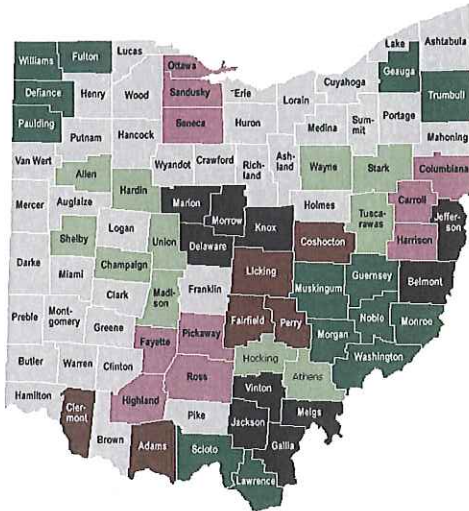 Ashtabula
Lake
Lucas
Fulton
Williams
Ottawa
Geauga
Cuyahoga
Erie
Trumbull
Defiance
Henry
Wood
Sandusky
Lorain
Portage
Sum-
mit
Medina
Huron
Seneca
Paulding
Putnam
Hancock
Mahoning
Van Wert
Wyandot
Crawford
Rich-
land
Ash-
land
Wayne
Stark
Columbiana
Allen
Hardin
Carroll
Mercer
Auglaize
Marion
Morrow
Knox
Holmes
Tusca-
rawas
Jeffer-
son
Logan
Union
Harrison
Shelby
Delaware
Coshocton
Darke
Champaign
Licking
Belmont
Miami
Guernsey
Muskingum
Clark
Madi-
son
Franklin
Preble
Mont-
gomery
Greene
Fairfield
Perry
Noble
Monroe
Morgan
Pickaway
Fayette
Washington
Butler
Warren
Clinton
Hocking
Athens
Ross
Hamilton
Highland
Vinton
Cler-
mont
Pike
Meigs
Jackson
Brown
Adams
Scioto
Gallia
Lawrence